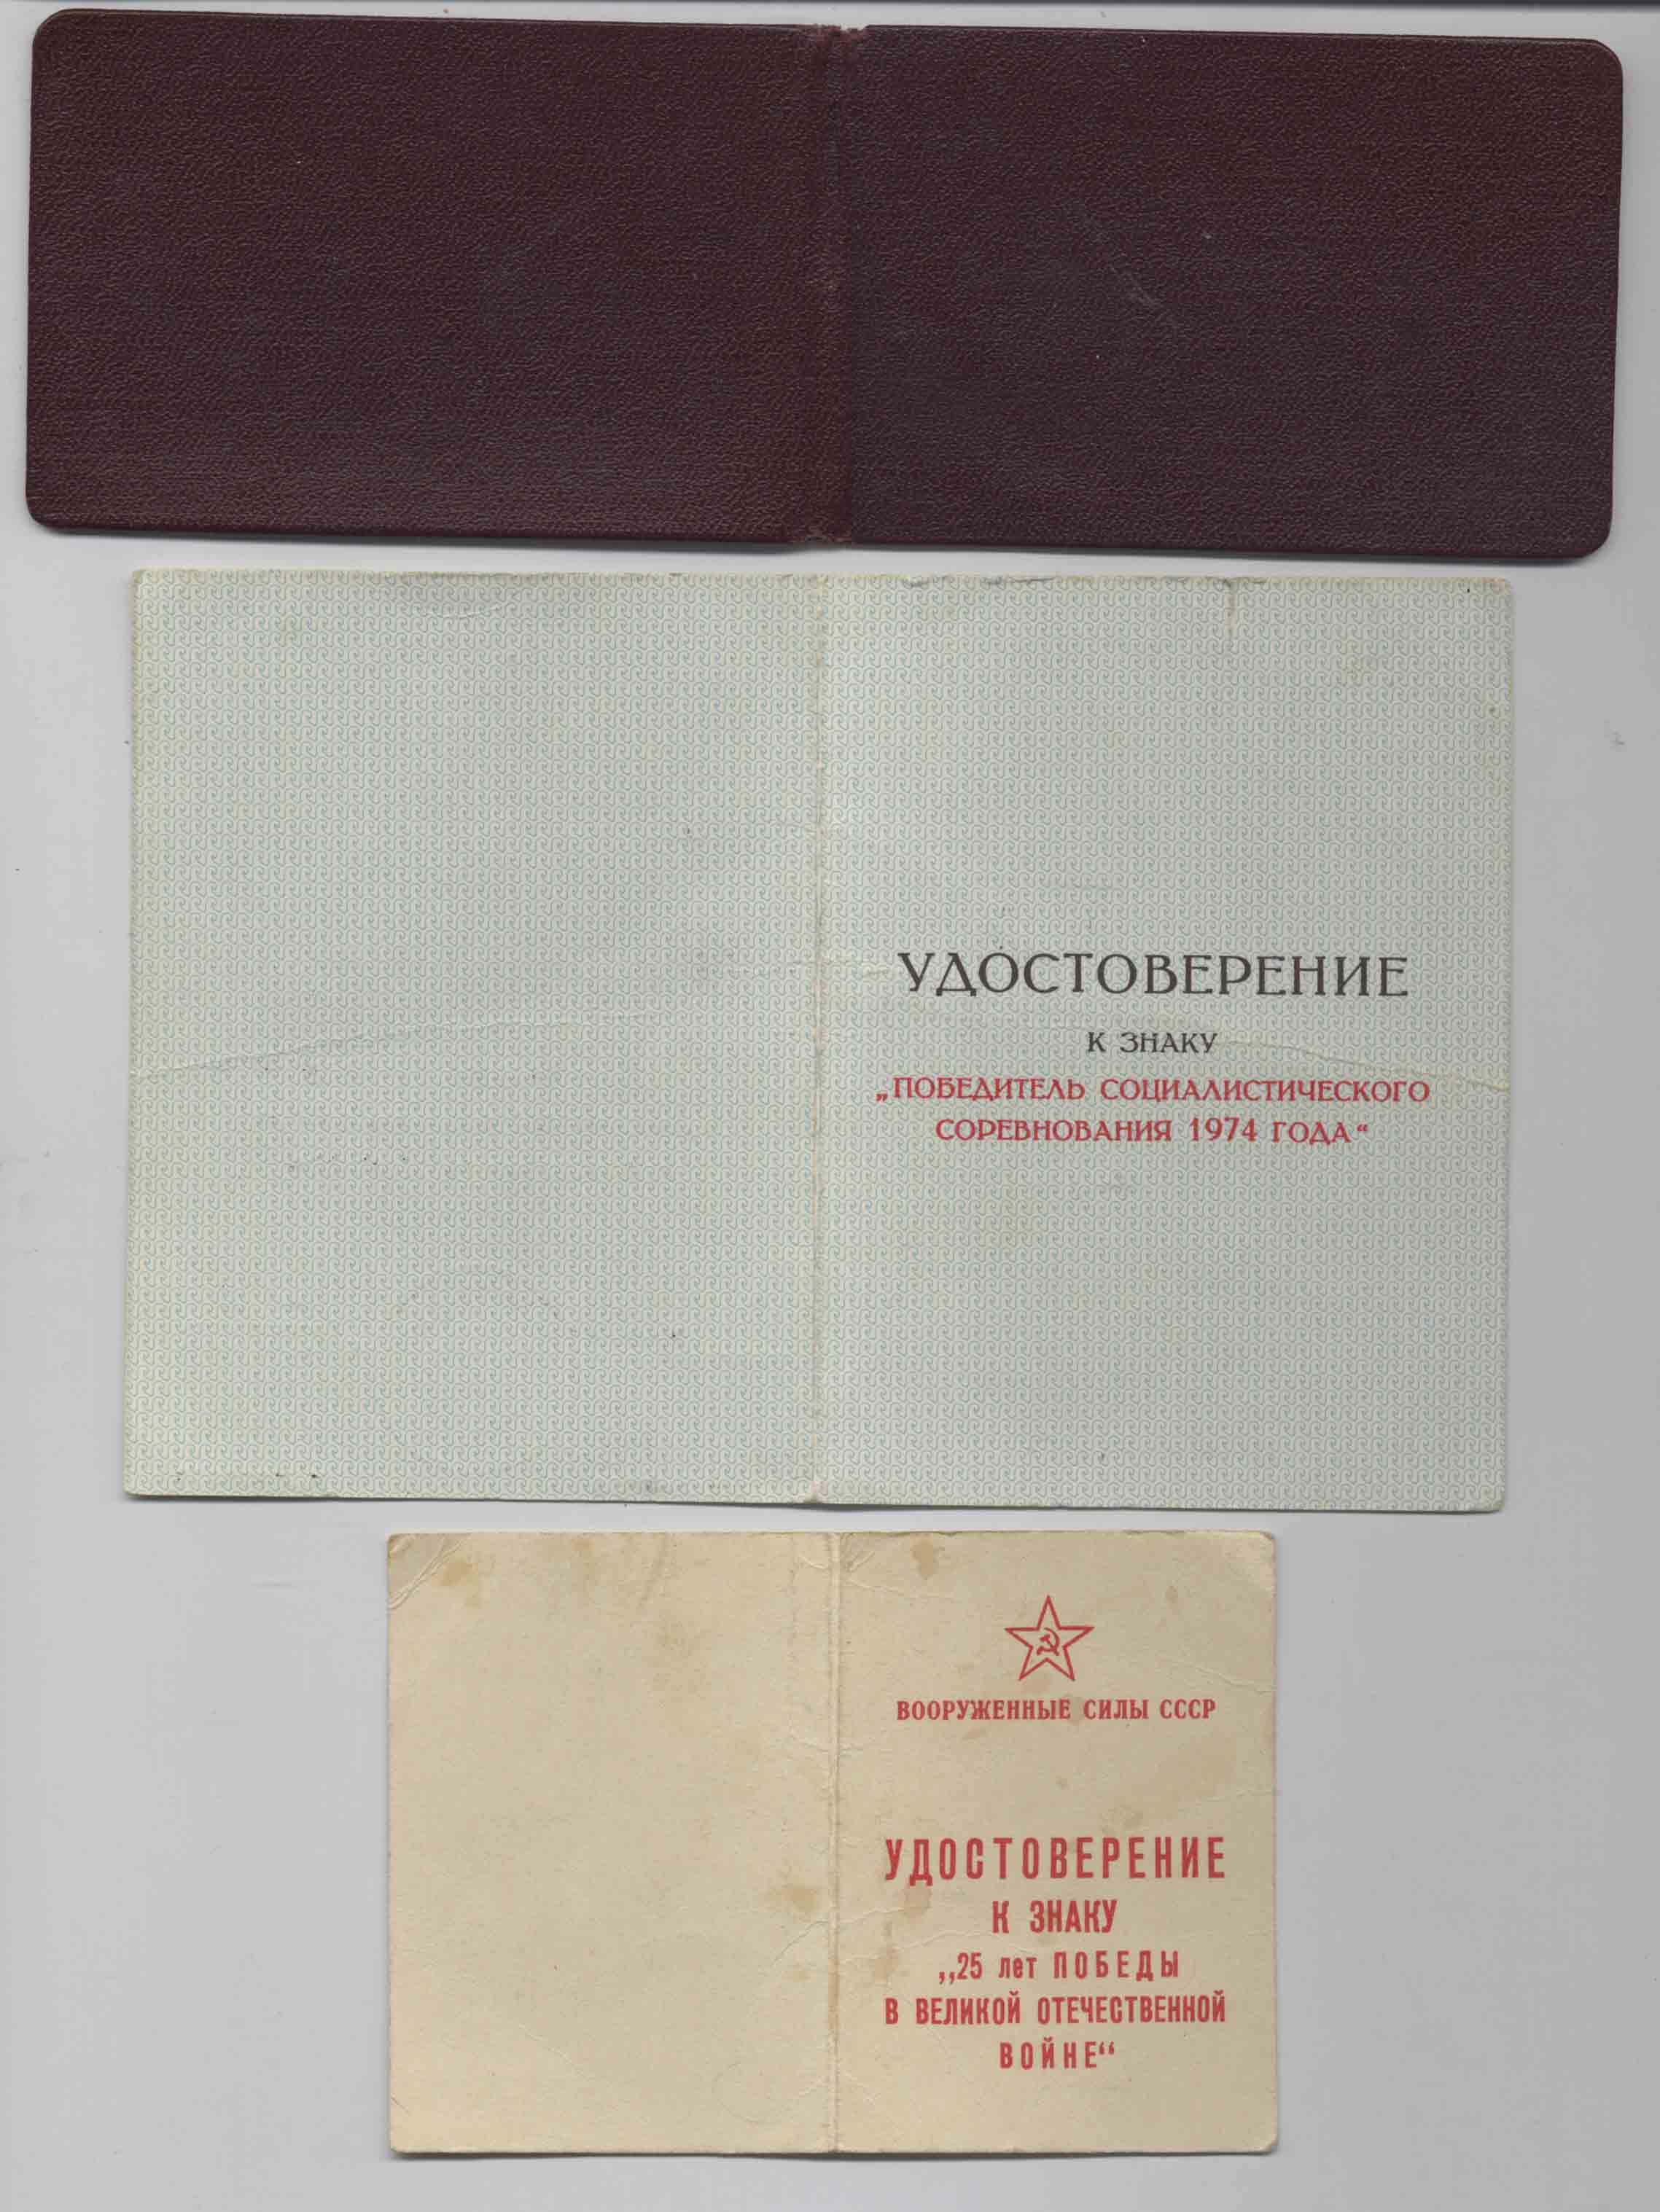 УДОСТОВЕРЕНИЕ
К ЗНАКУ
„ПОБЕДИТЕЛЬ СОЦИАЛИСТИЧЕСКОГО
СОРЕВНОВАНИЯ 1974 ГОДА“
ВООРУЖЕННЫЕ СИЛЫ СССР
УДОСТОВЕРЕНИЕ
К ЗНАКУ
„25 лет ПОБЕДЫ
В ВЕЛИКОЙ ОТЕЧЕСТВЕННОЙ
ВОЙНЕ“